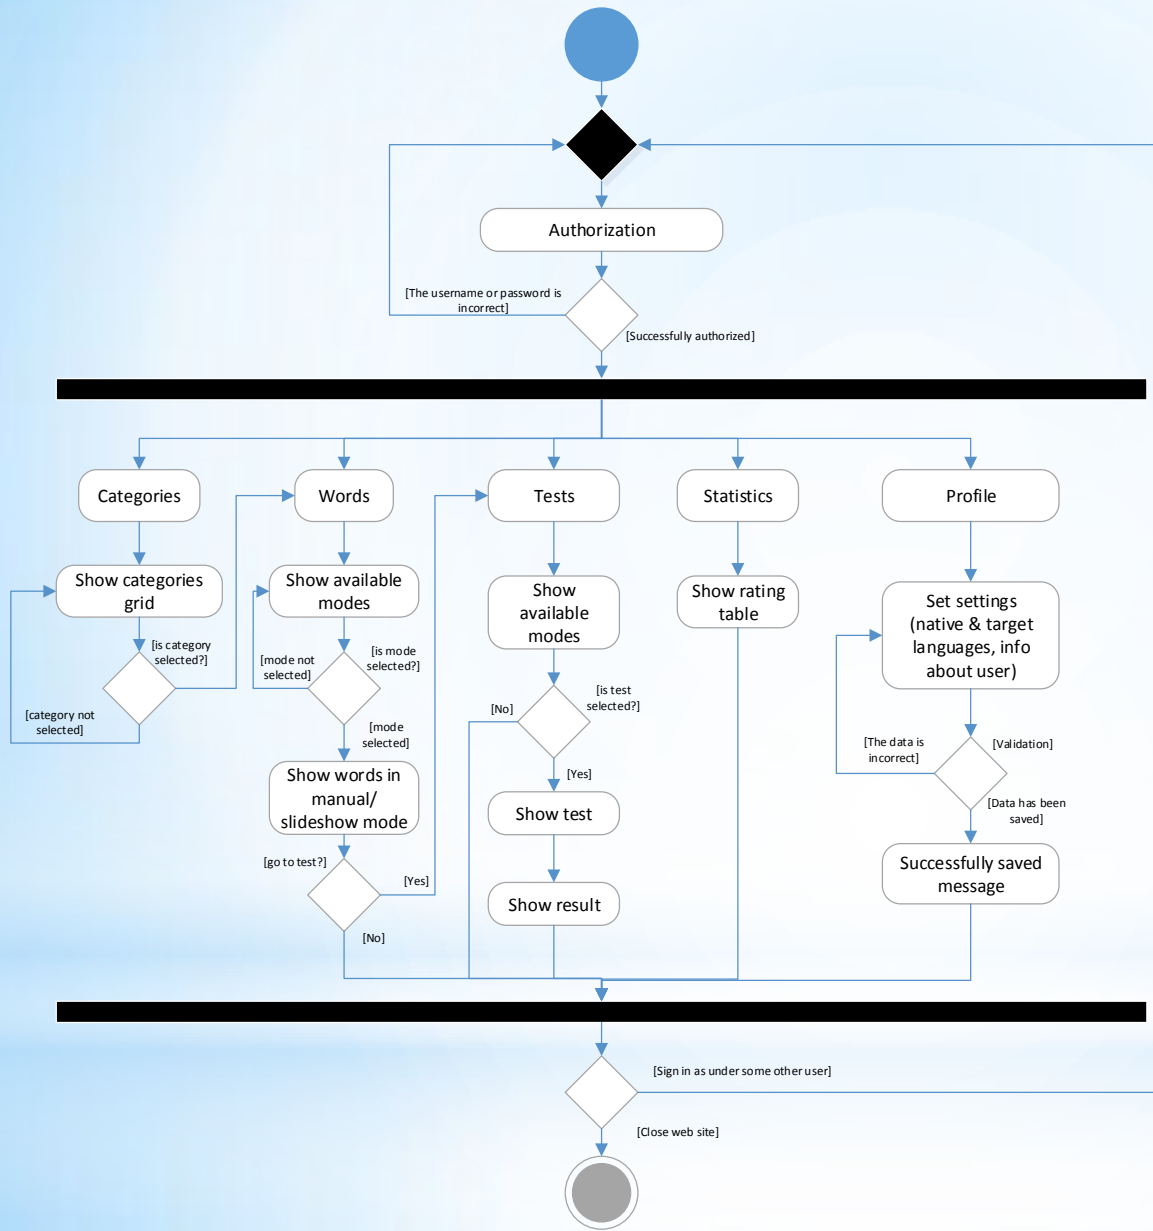 Authorization
[The username or password is
incorrect]
[Successfully authorized]
Categories
Words
Tests
Statistics
Profile
Show categories
grid
Show available
modes
Show
available
modes
Show rating
table
Set settings
(native & target
languages, info
about user)
[is category
selected?]
[category not
selected]
[mode not
selected]
[is mode
selected?]
[mode
selected]
[No]
[is test
selected?]
[Yes]
[The data is
incorrect]
[Validation]
[Data has been
saved]
Show words in
manual/
slideshow mode
Show test
Successfully saved
message
[go to test?]
[Yes]
[No]
Show result
[Sign in as under some other user]
[Close web site]